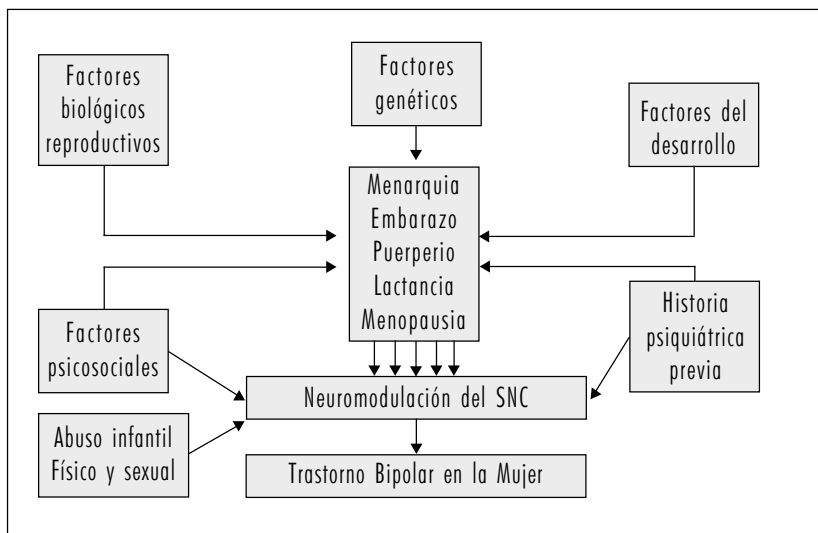 Factores
biológicos
reproductivos
Factores
genéticos
Factores del
desarrollo
Menarquia
Embarazo
Puerperio
Lactancia
Menopausia
Factores
psicosociales
Historia
psiquiátrica
previa
Neuromodulación del SNC
Abuso infantil
Físico y sexual
Trastorno Bipolar en la Mujer